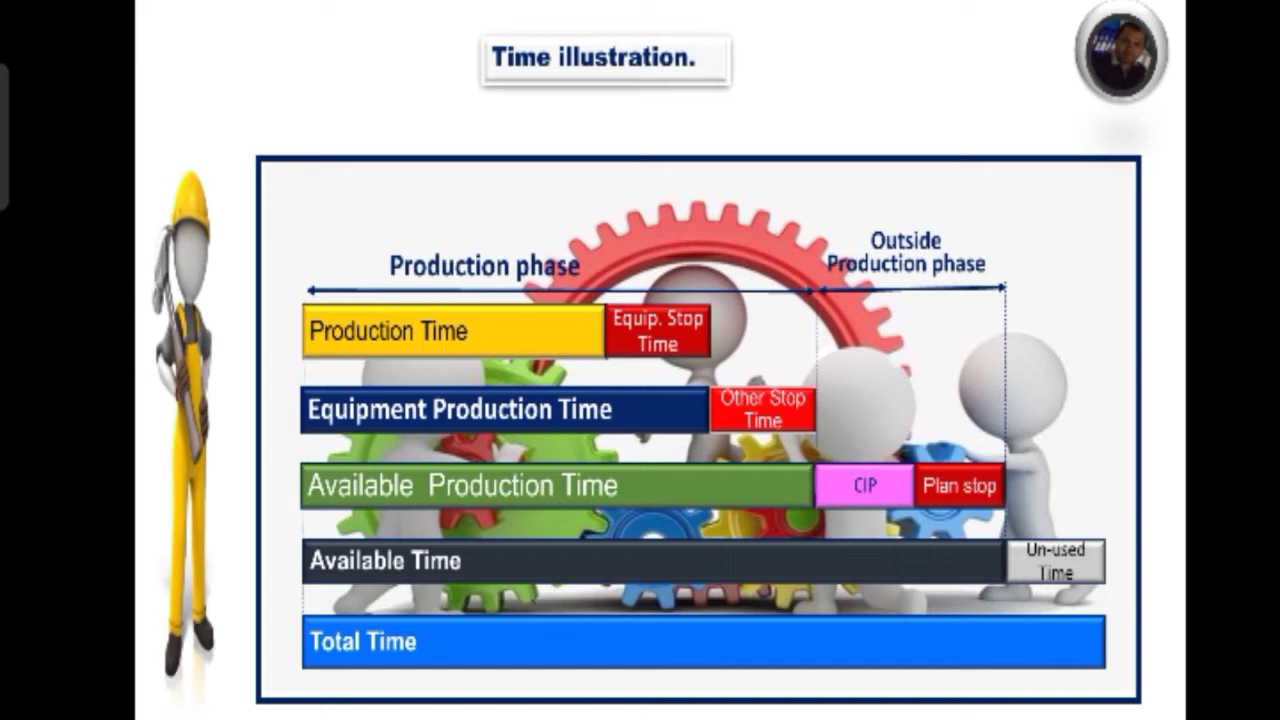 Time illustration.
Outside
Production phase
Production phase
Production Time
Equip. Stop
Time
Equipment Production Time
Other Stop
Time
Available Production Time
CIP
Plan stop
Available Time
Un-used
Time
Total Time